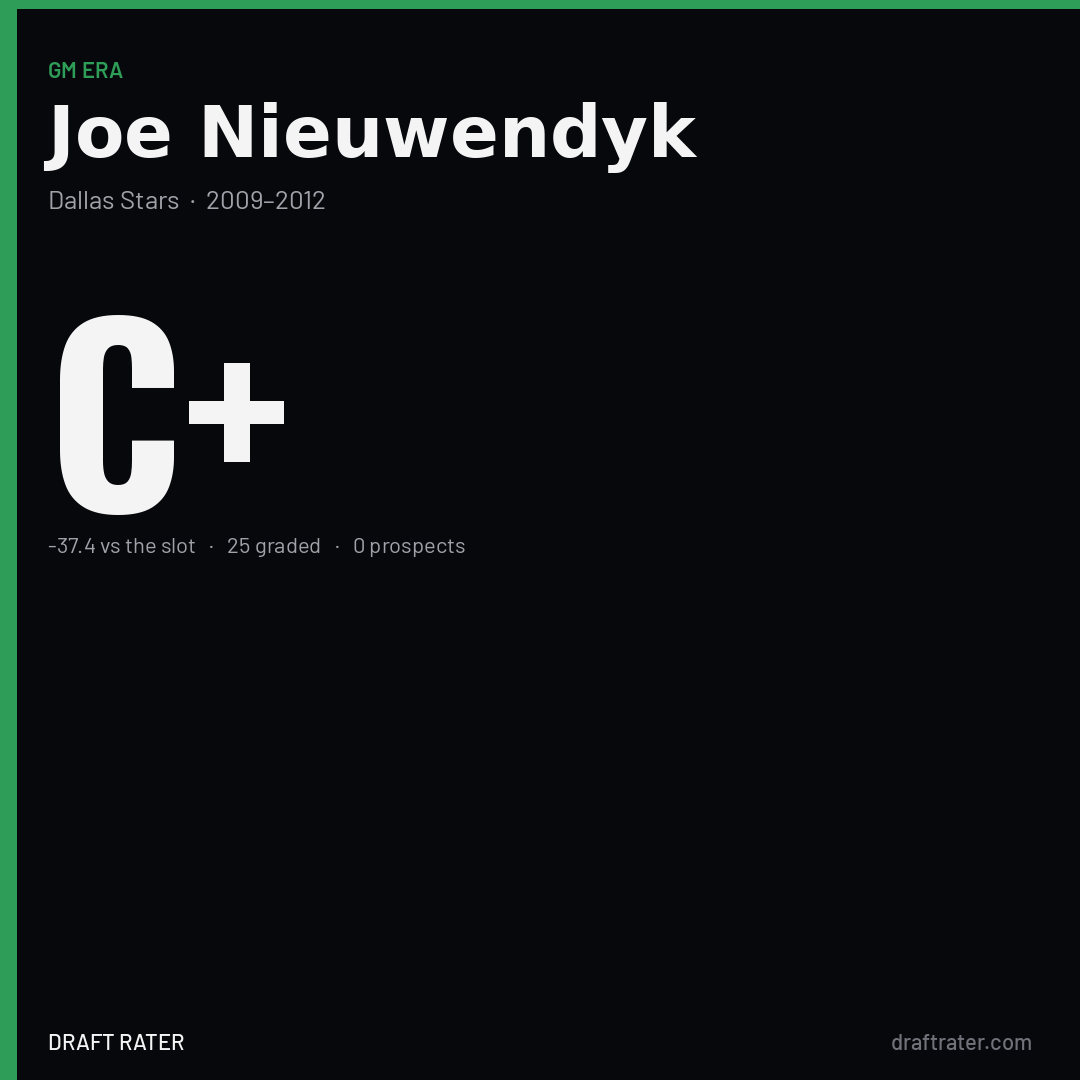 GM ERA
Joe Nieuwendyk
Dallas Stars · 2009–2012
C+
-37.4 vs the slot · 25 graded · 0 prospects
DRAFT RATER
draftrater.com